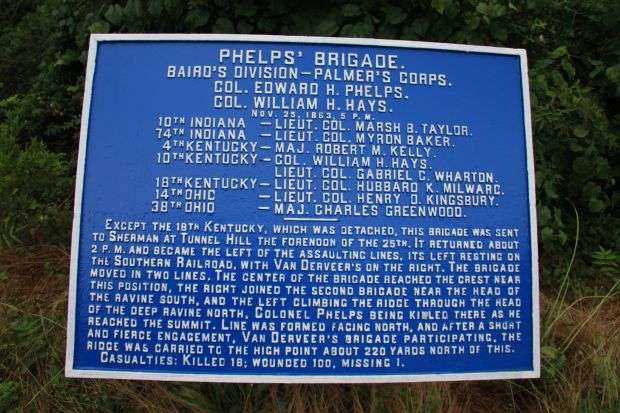 PHELPS' BRIGADE.
BAIRD'S DIVISION – PALMER'S CORPS.
COL. EDWARD H. PHELPS.
COL. WILLIAM H. HAYS.
NOV. 25, 1863, 5 P.M.
10TH INDIANA – LIEUT. COL. MARSH B. TAYLOR.
74TH INDIANA – LIEUT. COL. MYRON BAKER.
4TH KENTUCKY – MAJ. ROBERT M. KELLY.
10TH KENTUCKY – COL. WILLIAM H. HAYS.
LIEUT. COL. GABRIEL C. WHARTON.
18TH KENTUCKY – LIEUT. COL. HUBBARD K. MILWARD.
14TH OHIO – LIEUT. COL. HENRY D. KINGSBURY.
38TH OHIO – MAJ. CHARLES GREENWOOD.
EXCEPT THE 18TH KENTUCKY, WHICH WAS DETACHED, THIS BRIGADE WAS SENT
TO SHERMAN AT TUNNEL HILL THE FORENOON OF THE 25TH. IT RETURNED ABOUT
2 P.M. AND BECAME THE LEFT OF THE ASSAULTING LINES, ITS LEFT RESTING ON
THE SOUTHERN RAILROAD, WITH VAN DERVEER'S ON THE RIGHT. THE BRIGADE
MOVED IN TWO LINES. THE CENTER OF THE BRIGADE REACHED THE CREST NEAR
THIS POSITION, THE RIGHT JOINED THE SECOND BRIGADE NEAR THE HEAD OF
THE RAVINE SOUTH, AND THE LEFT CLIMBING THE RIDGE THROUGH THE HEAD
OF THE DEEP RAVINE NORTH, COLONEL PHELPS BEING KILLED THERE AS HE
REACHED THE SUMMIT. LINE WAS FORMED FACING NORTH, AND AFTER A SHORT
AND FIERCE ENGAGEMENT, VAN DERVEER'S BRIGADE PARTICIPATING, THE
RIDGE WAS CARRIED TO THE HIGH POINT ABOUT 220 YARDS NORTH OF THIS.
CASUALTIES: KILLED 18; WOUNDED 100, MISSING 1.